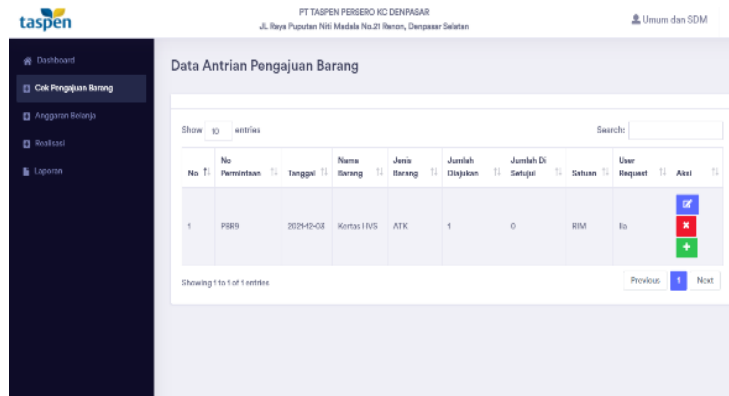 taspen
PT TASPEN PERSERO KC DENPASAR
JL Raya Puputan Niti Madala No.21 Renon, Denpasar Selatan
Umum dan SDM
Dashboard
Cek Pengajuan Barang
Anggaran Belanja
Realisasi
Laporan
Data Antrian Pengajuan Barang
Show 10 entries
Search:
No
No Permintaan
Tanggal
Nama Barang
Jenis Barang
Jumlah Diajukan
Jumlah Di Setujui
Satuan
User Request
Aksi
1 PBR9 2021-12-03 Kertas HVS ATK 1 0 RIM
Showing 1 to 1 of 1 entries
Previous 1 Next